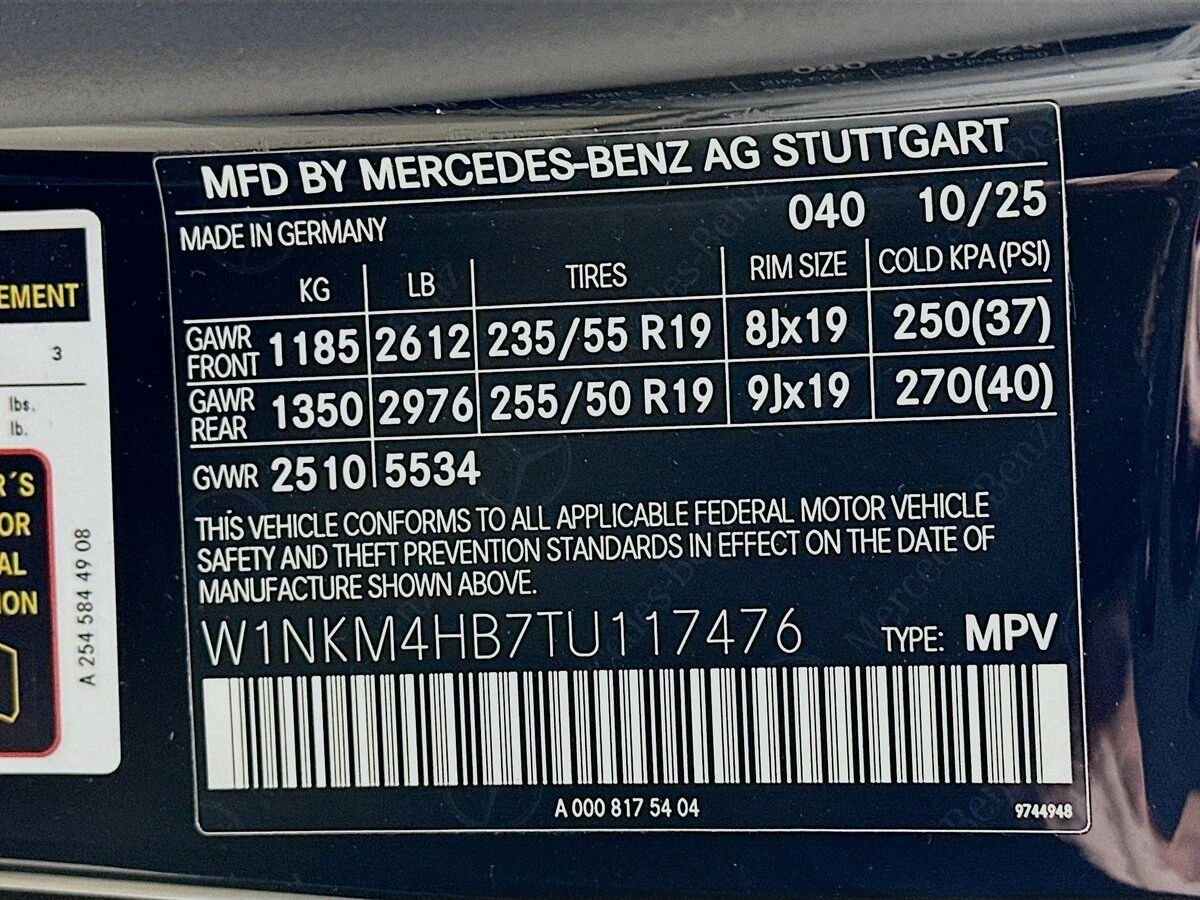 MFD BY MERCEDES-BENZ AG STUTTGART
MADE IN GERMANY 040 10/25
KG LB TIRES RIM SIZE COLD KPA (PSI)
GAWR FRONT 1185 2612 235/55 R19 8Jx19 250(37)
GAWR REAR 1350 2976 255/50 R19 9Jx19 270(40)
GVWR 2510 5534
THIS VEHICLE CONFORMS TO ALL APPLICABLE FEDERAL MOTOR VEHICLE
SAFETY AND THEFT PREVENTION STANDARDS IN EFFECT ON THE DATE OF
MANUFACTURE SHOWN ABOVE.
W1NKM4HB7TU117476 TYPE: MPV
A 000 817 54 04 9744948
EMENT
3
lbs.
lb.
R´S
OR
AL
ION
A 254 584 49 08